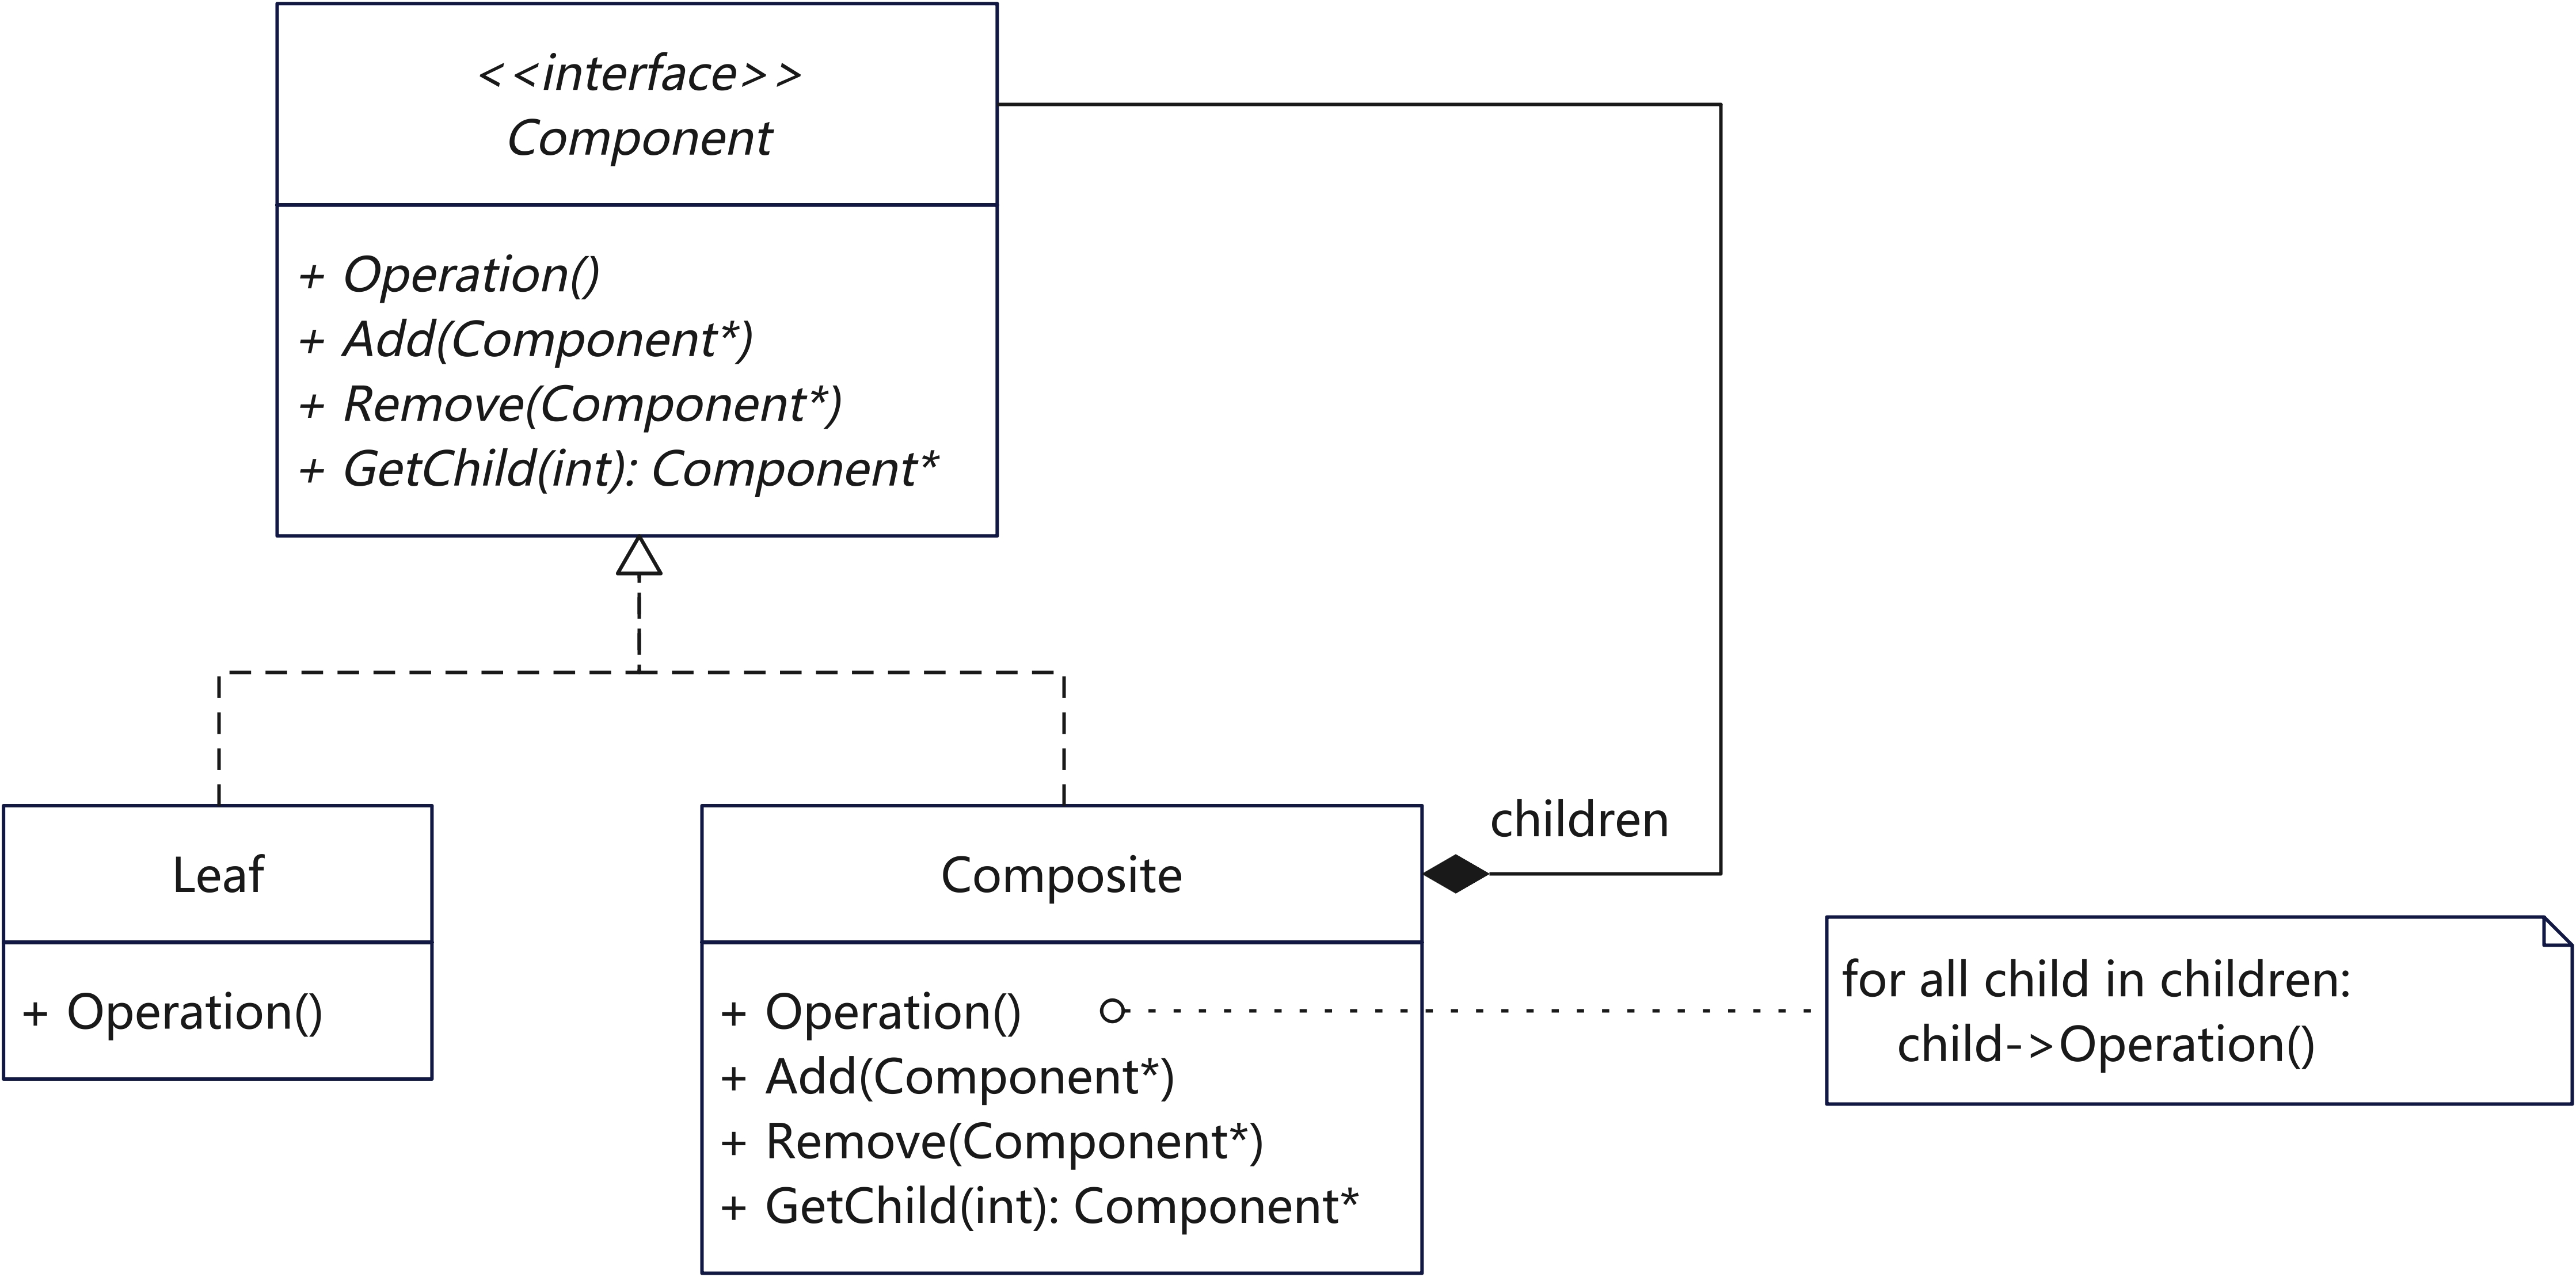 <<interface>>
Component
+ Operation()
+ Add(Component*)
+ Remove(Component*)
+ GetChild(int): Component*
children
Leaf
+ Operation()
Composite
+ Operation()
+ Add(Component*)
+ Remove(Component*)
+ GetChild(int): Component*
for all child in children:
child->Operation()